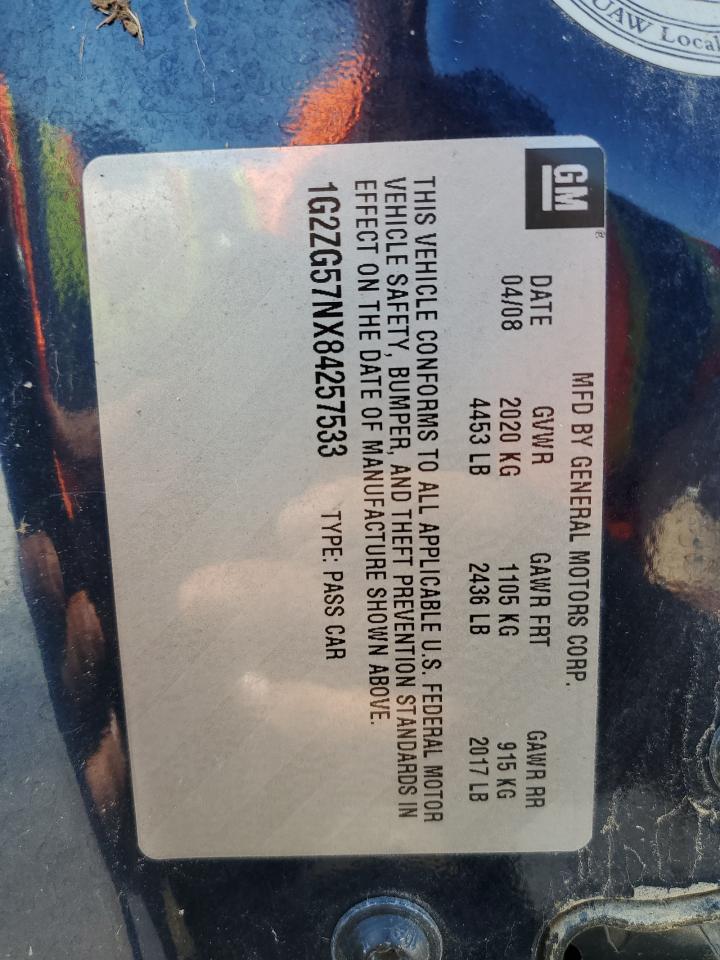 UAW Local
GM
MFD BY GENERAL MOTORS CORP.
DATE GVWR GAWR FRT GAWR RR
04/08 2020 KG 1105 KG 915 KG
4453 LB 2436 LB 2017 LB
THIS VEHICLE CONFORMS TO ALL APPLICABLE U.S. FEDERAL MOTOR
VEHICLE SAFETY, BUMPER, AND THEFT PREVENTION STANDARDS IN
EFFECT ON THE DATE OF MANUFACTURE SHOWN ABOVE.
1G2ZG57NX84257533 TYPE: PASS CAR